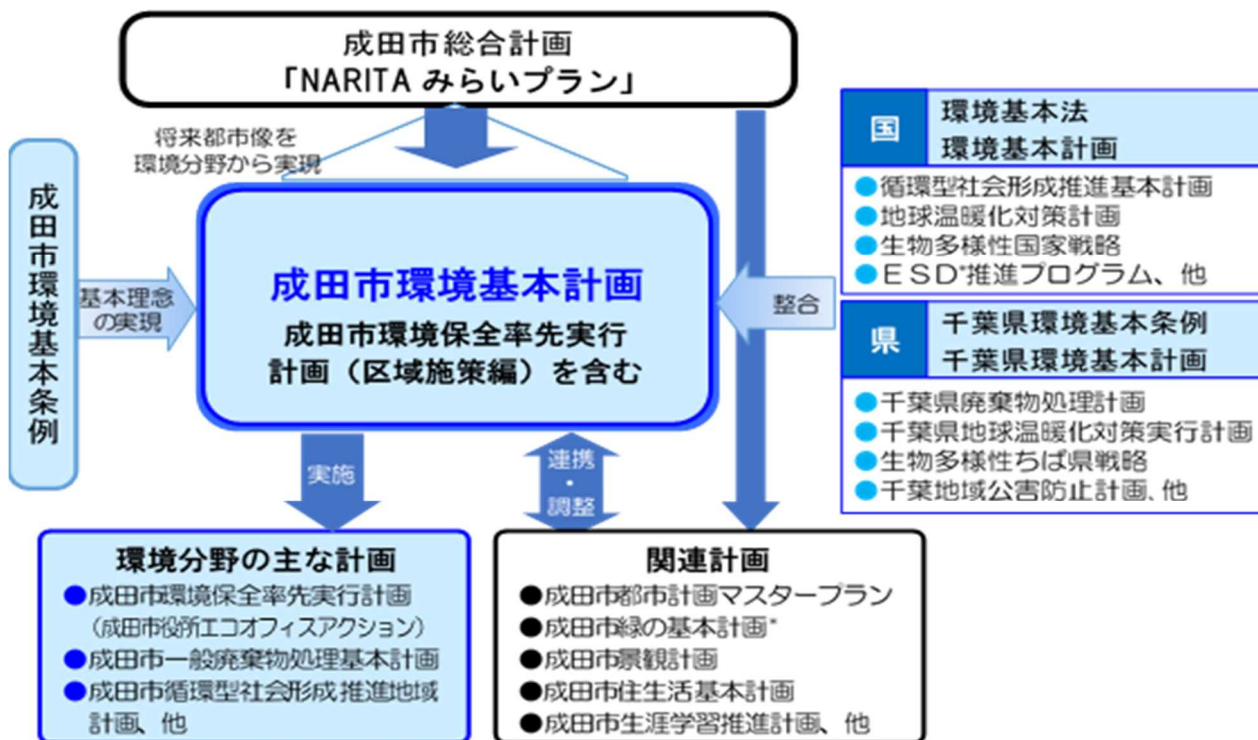 成田市総合計画
「NARITA みらいプラン」
将来都市像を
環境分野から実現
成田市環境基本条例
基本理念
の実現
成田市環境基本計画
成田市環境保全率先実行
計画（区域施策編）を含む
整合
国
環境基本法
環境基本計画
●循環型社会形成推進基本計画
●地球温暖化対策計画
●生物多様性国家戦略
●ＥＳＤ*推進プログラム、他
県
千葉県環境基本条例
千葉県環境基本計画
●千葉県廃棄物処理計画
●千葉県地球温暖化対策実行計画
●生物多様性ちば県戦略
●千葉地域公害防止計画、他
実施
連携
・
調整
環境分野の主な計画
●成田市環境保全率先実行計画
（成田市役所エコオフィスアクション）
●成田市一般廃棄物処理基本計画
●成田市循環型社会形成推進地域
計画、他
関連計画
●成田市都市計画マスタープラン
●成田市緑の基本計画*
●成田市景観計画
●成田市住生活基本計画
●成田市生涯学習推進計画、他